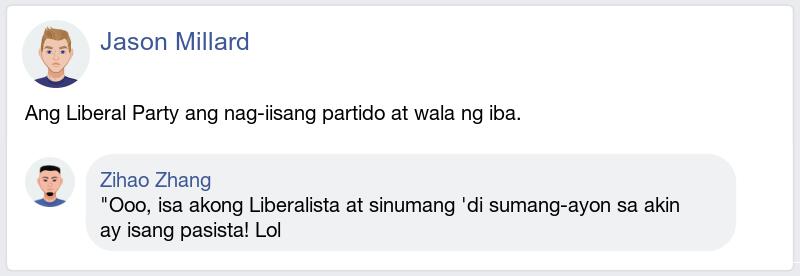 Jason Millard
Ang Liberal Party ang nag-iisang partido at wala ng iba.
Zihao Zhang
"Ooo, isa akong Liberalista at sinumang 'di sumang-ayon sa akin
ay isang pasista! Lol